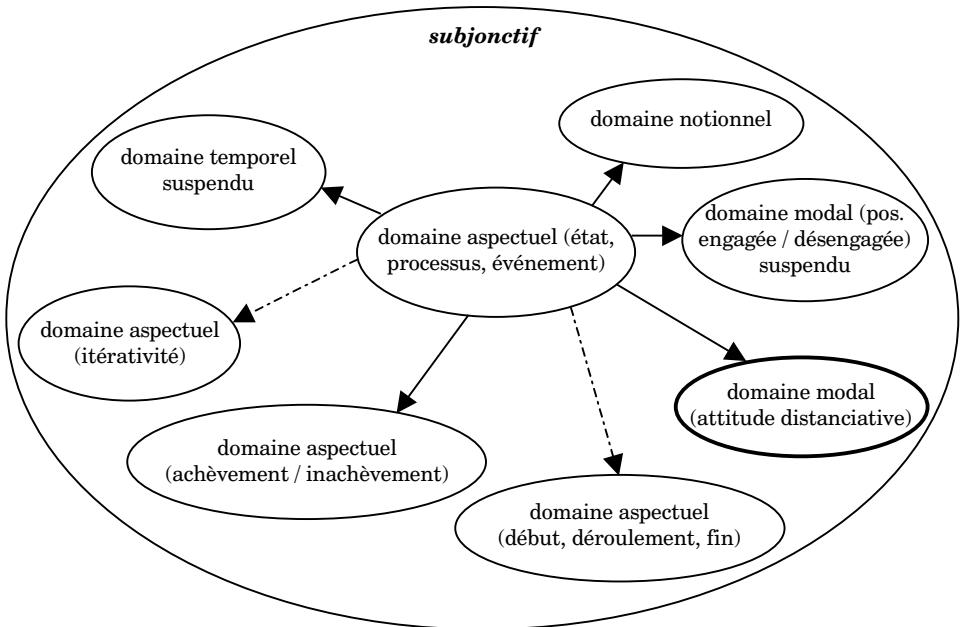 subjonctif
domaine notionnel
domaine temporel
suspendu
domaine modal (pos.
engagée / désengagée)
suspendu
domaine aspectuel (état,
processus, événement)
domaine aspectuel
(itérativité)
domaine modal
(attitude distanciative)
domaine aspectuel
(achèvement / inachèvement)
domaine aspectuel
(début, déroulement, fin)